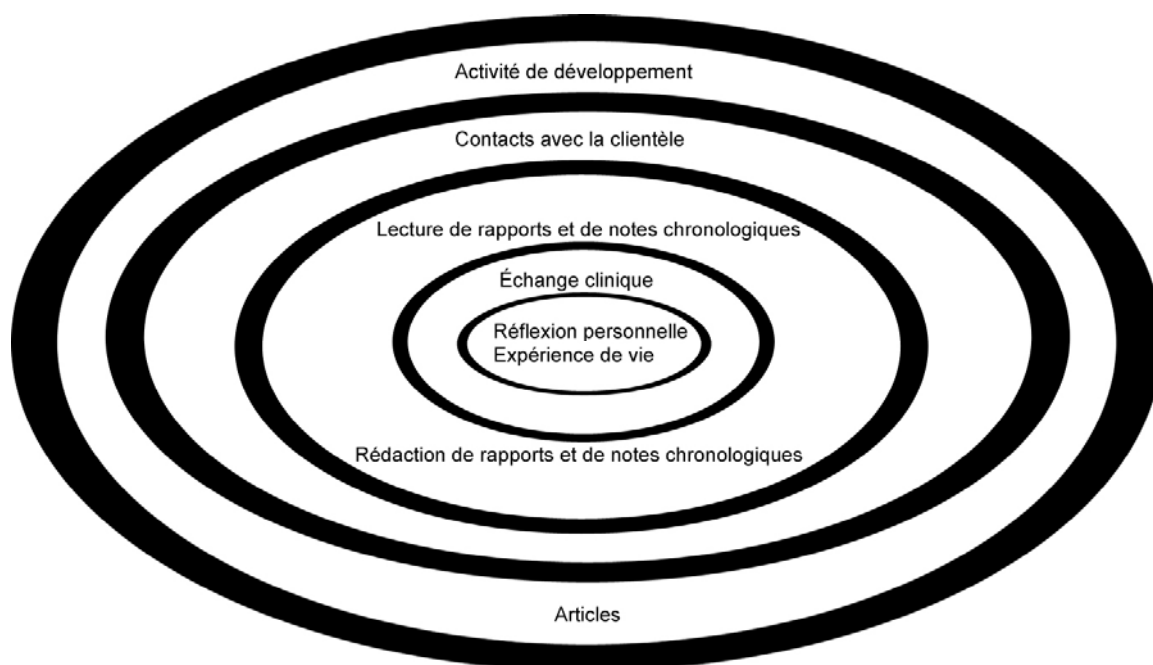 Activité de développement
Contacts avec la clientèle
Lecture de rapports et de notes chronologiques
Échange clinique
Réflexion personnelle
Expérience de vie
Rédaction de rapports et de notes chronologiques
Articles